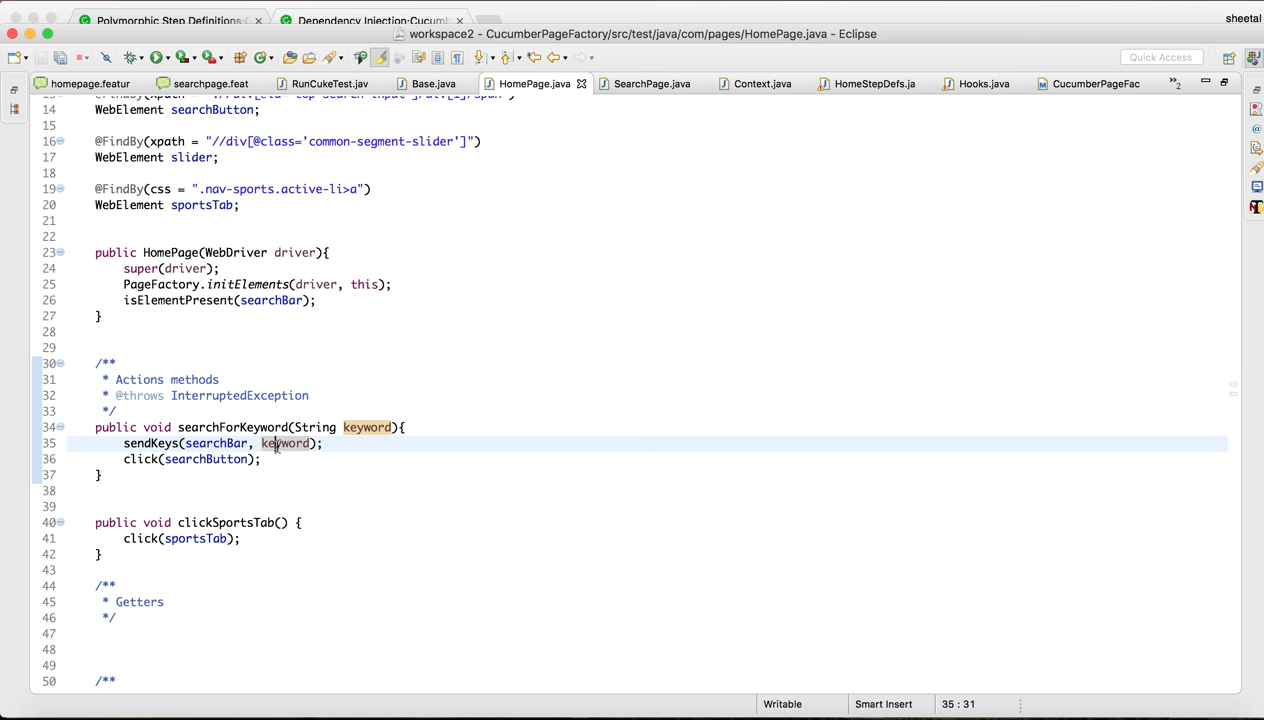 Polymorphic Step Definitions:C
Dependency Injection·Cucumb
sheetal
workspace2 - CucumberPageFactory/src/test/java/com/pages/HomePage.java - Eclipse
Quick Access
homepage.featur
searchpage.feat
RunCukeTest.jav
Base.java
HomePage.java
SearchPage.java
Context.java
HomeStepDefs.ja
Hooks.java
CucumberPageFac
»2
14 WebElement searchButton;
15
16 @FindBy(xpath = "//div[@class='common-segment-slider']")
17 WebElement slider;
18
19 @FindBy(css = ".nav-sports.active-li>a")
20 WebElement sportsTab;
21
22
23 public HomePage(WebDriver driver){
24 super(driver);
25 PageFactory.initElements(driver, this);
26 isElementPresent(searchBar);
27 }
28
29
30 /**
31 * Actions methods
32 * @throws InterruptedException
33 */
34 public void searchForKeyword(String keyword){
35 sendKeys(searchBar, keyword);
36 click(searchButton);
37 }
38
39
40 public void clickSportsTab() {
41 click(sportsTab);
42 }
43
44 /**
45 * Getters
46 */
47
48
49
50 /**
Writable
Smart Insert
35 : 31